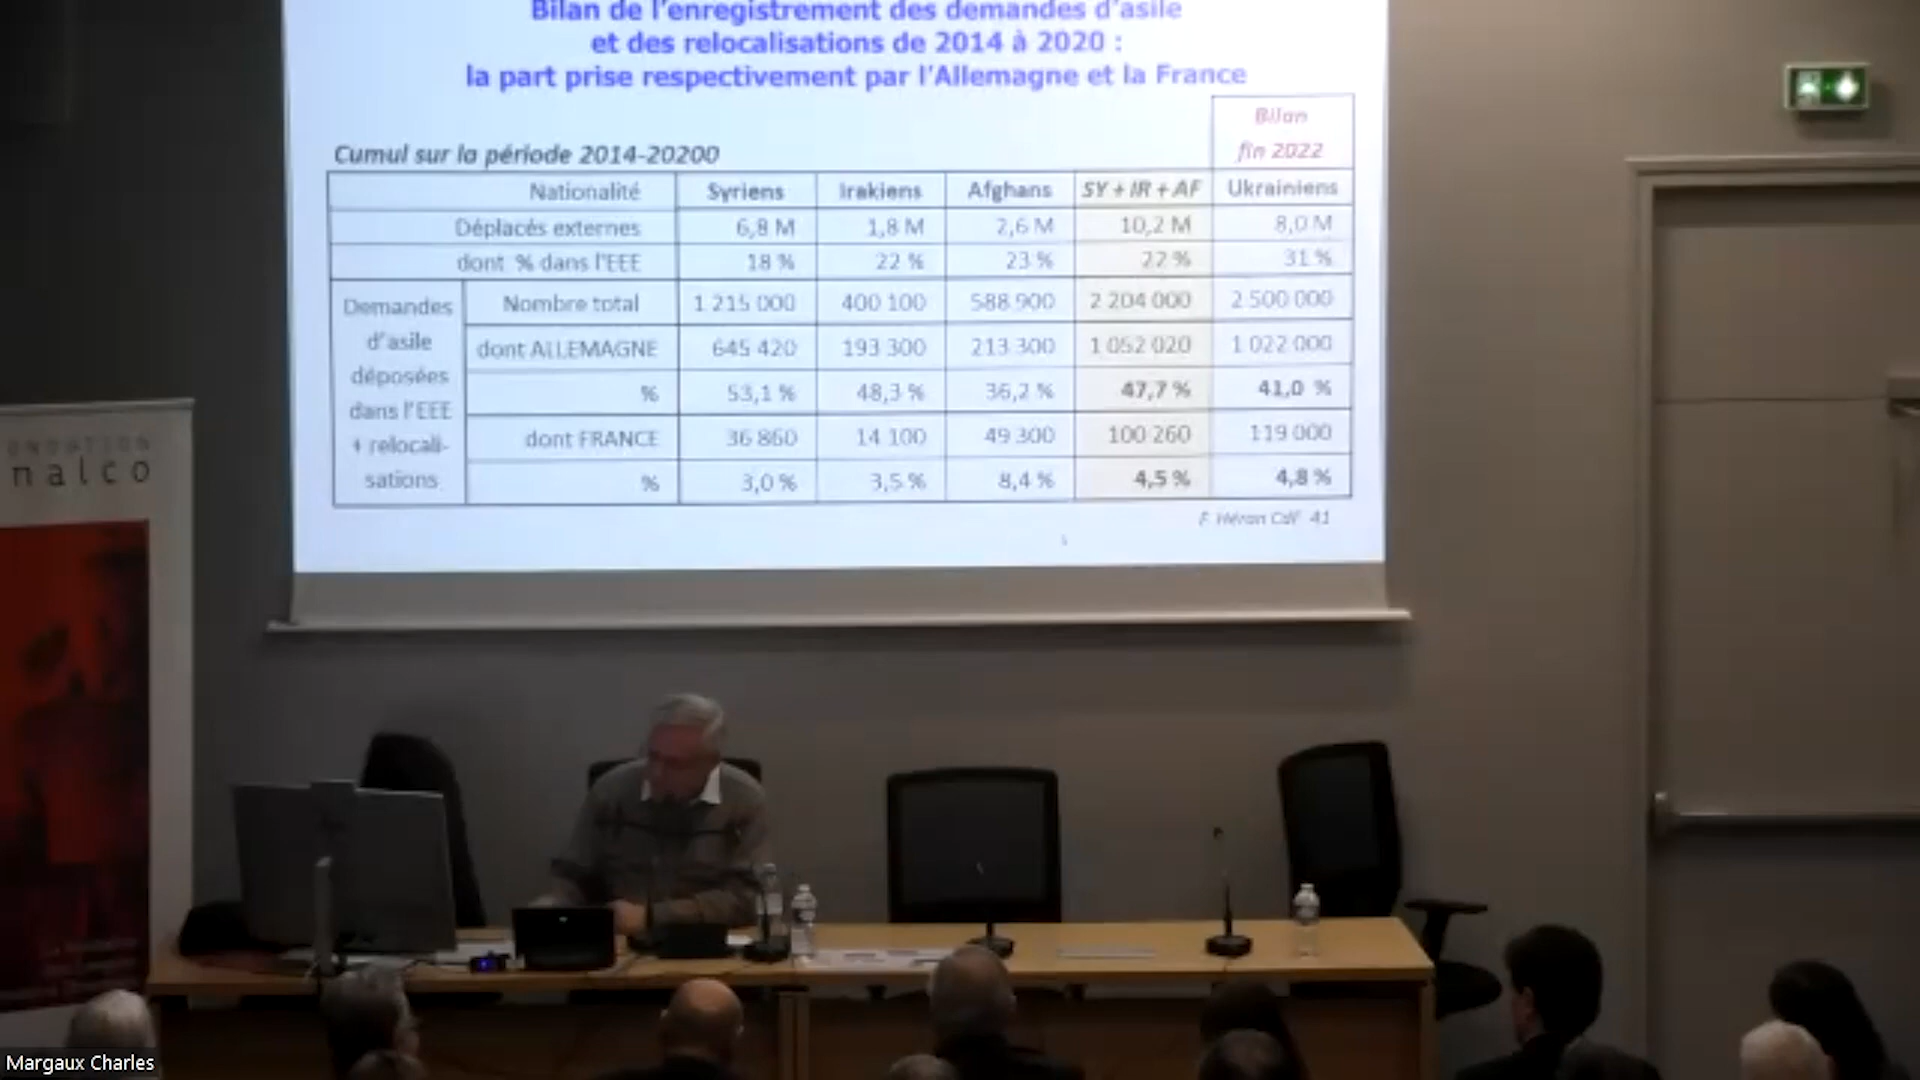 Bilan de l'enregistrement des demandes d'asile
et des relocalisations de 2014 à 2020 :
la part prise respectivement par l'Allemagne et la France
Bilan
fin 2022
Cumul sur la période 2014-20200
Nationalité Syriens Irakiens Afghans SY + IR + AF Ukrainiens
Déplacés externes 6,8 M 1,8 M 2,6 M 10,2 M 8,0 M
dont % dans l'EEE 18 % 22 % 23 % 22 % 31 %
Demandes
d'asile
déposées
dans l'EEE
+ relocali-
sations
Nombre total 1 215 000 400 100 588 900 2 204 000 2 500 000
dont ALLEMAGNE 645 420 193 300 213 300 1 052 020 1 022 000
% 53,1 % 48,3 % 36,2 % 47,7 % 41,0 %
dont FRANCE 36 860 14 100 49 300 100 260 119 000
% 3,0 % 3,5 % 8,4 % 4,5 % 4,8 %
F. Héran CdF 41
nalco
Margaux Charles